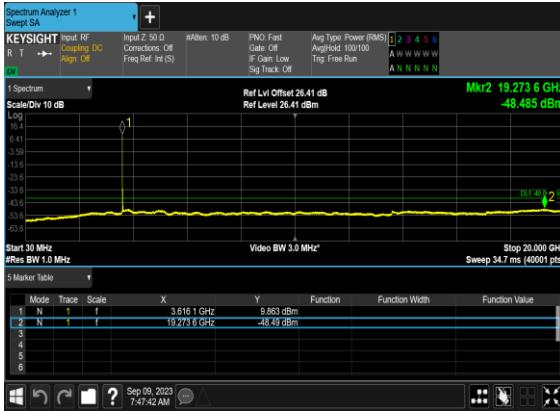 Spectrum Analyzer 1
Swept SA
+
KEYSIGHT Input: RF Input Z: 50 Ω #Atten: 10 dB PNO: Fast Avg Type: Power (RMS) 1 2 3 4 5 6
R T Coupling: DC Corrections: Off Gate: Off Avg|Hold: 100/100 A W W W W W
Align: Off Freq Ref: Int (S) IF Gain: Low Trig: Free Run
Sig Track: Off A N N N N N
1 Spectrum
Ref Lvl Offset 26.41 dB Mkr2 19.273 6 GHz
Scale/Div 10 dB Ref Level 26.41 dBm -48.485 dBm
Log
16.4
6.41
-3.59
-13.6
-23.6
-33.6
-43.6
-53.6
-63.6
1
2
Start 30 MHz Video BW 3.0 MHz* Stop 20.000 GH
#Res BW 1.0 MHz Sweep 34.7 ms (40001 pts
5 Marker Table
Mode Trace Scale X Y Function Function Width Function Value
1 N 1 f 3.616 1 GHz 9.863 dBm
2 N 1 f 19.273 6 GHz -48.49 dBm
3
4
5
6
? Sep 09, 2023
7:47:42 AM